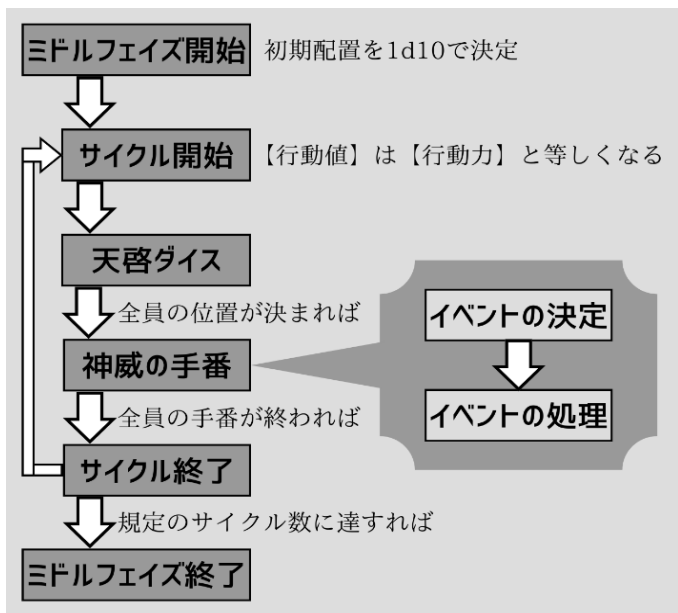 ミドルフェイズ開始 初期配置を1d10で決定
サイクル開始 【行動値】は【行動力】と等しくなる
天啓ダイス
全員の位置が決まれば
神威の手番
全員の手番が終われば
サイクル終了
規定のサイクル数に達すれば
ミドルフェイズ終了
イベントの決定
イベントの処理